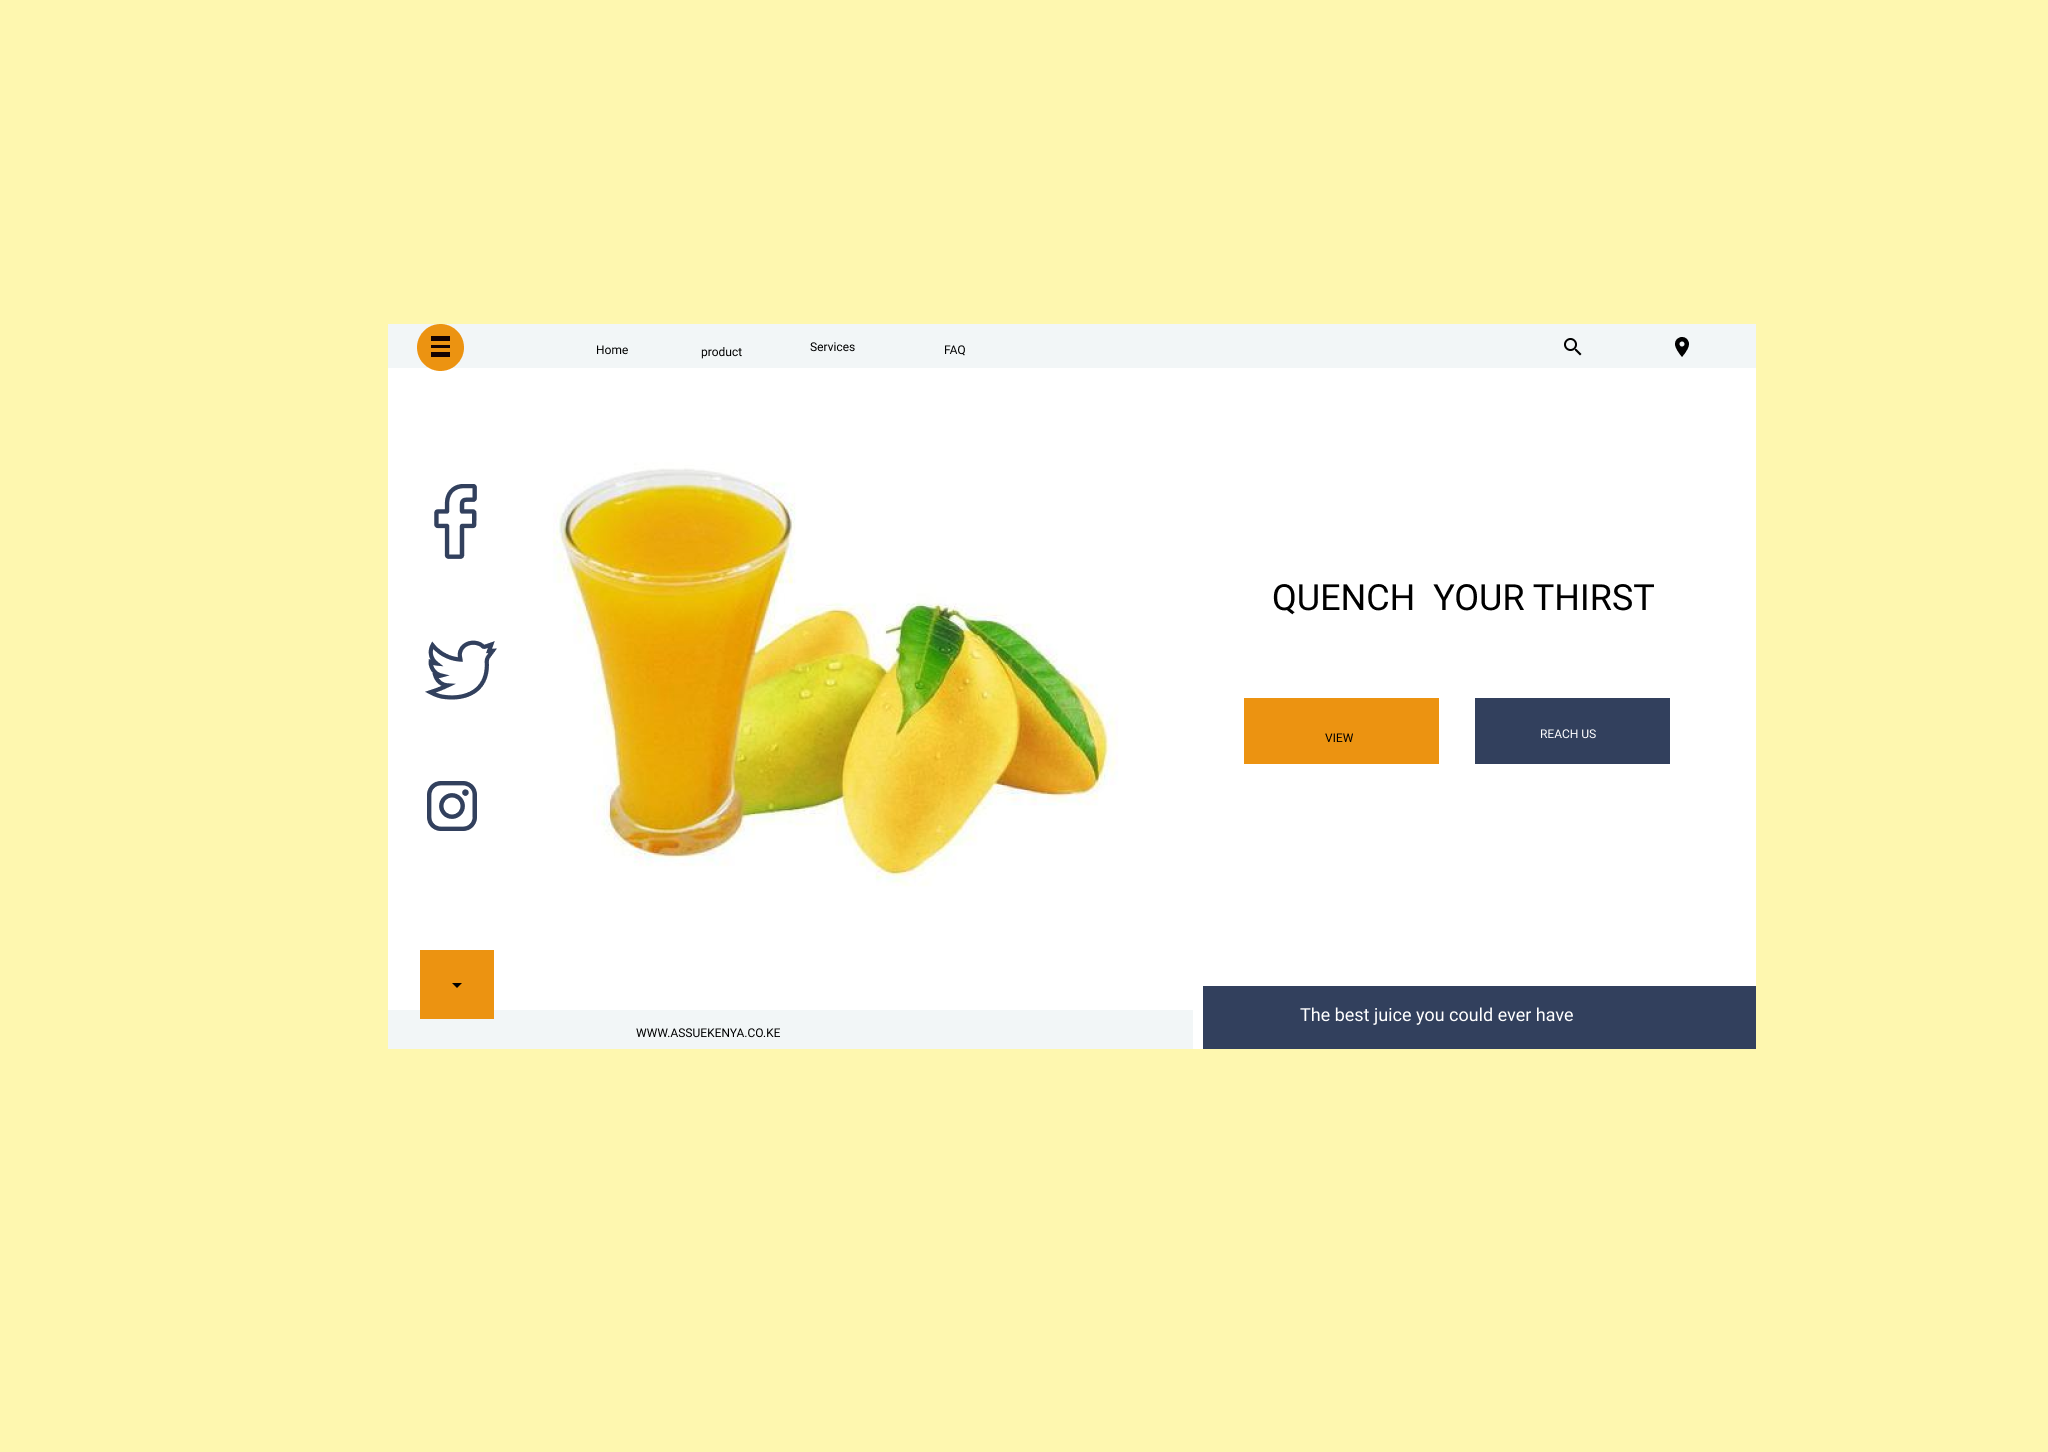 Home
product
Services
FAQ
QUENCH  YOUR THIRST
VIEW
REACH US
The best juice you could ever have
WWW.ASSUEKENYA.CO.KE